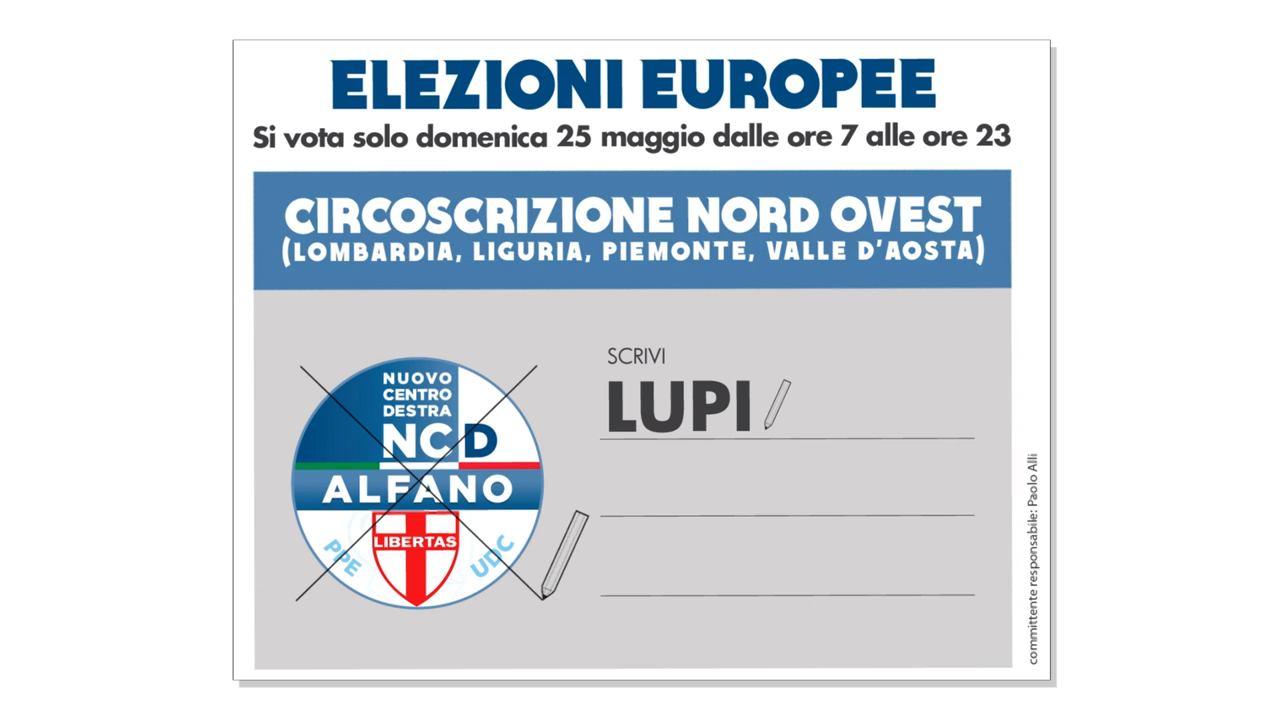 ELEZIONI EUROPEE
Si vota solo domenica 25 maggio dalle ore 7 alle ore 23
CIRCOSCRIZIONE NORD OVEST
(LOMBARDIA, LIGURIA, PIEMONTE, VALLE D'AOSTA)
NUOVO
CENTRO
DESTRA
NCD
ALFANO
LIBERTAS
PPE
UDC
SCRIVI
LUPI
committente responsabile: Paolo Alli